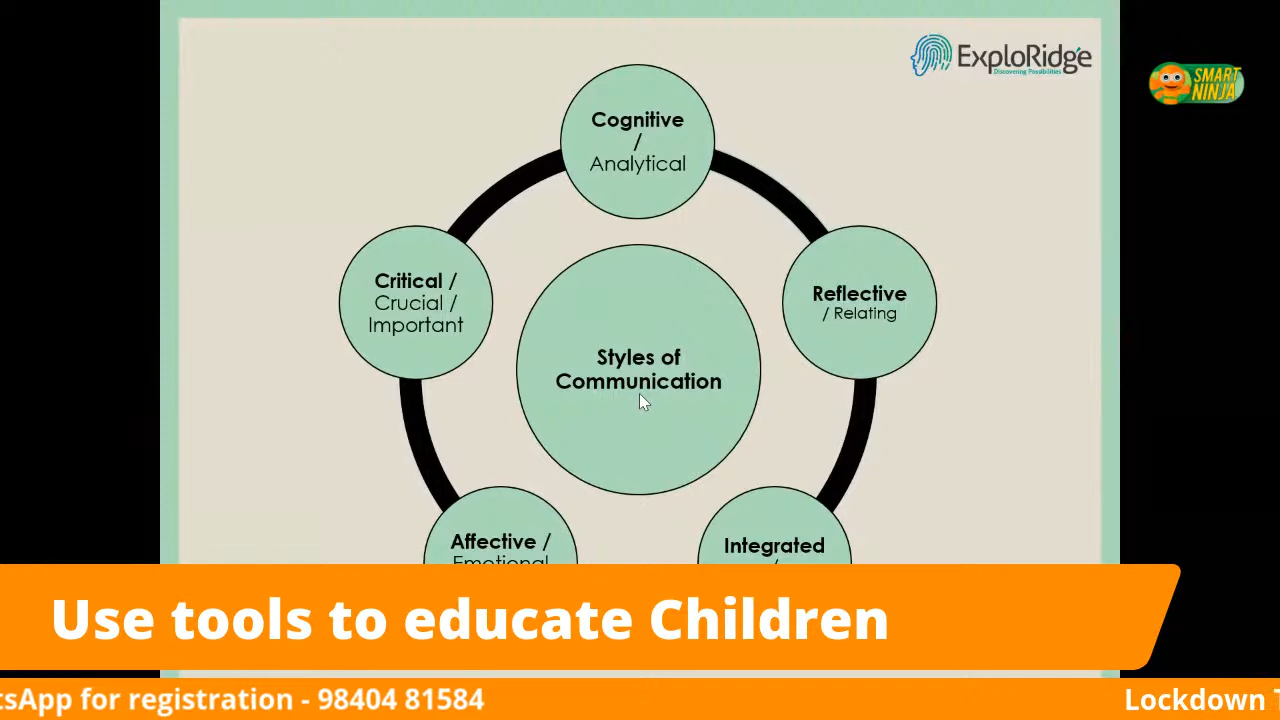 ExploRidge
Discovering Possibilities
SMART
NINJA
Cognitive
/
Analytical
Critical /
Crucial /
Important
Reflective
/ Relating
Styles of
Communication
Affective /
Emotional
Integrated
/
Use tools to educate Children
tsApp for registration - 98404 81584
Lockdown T